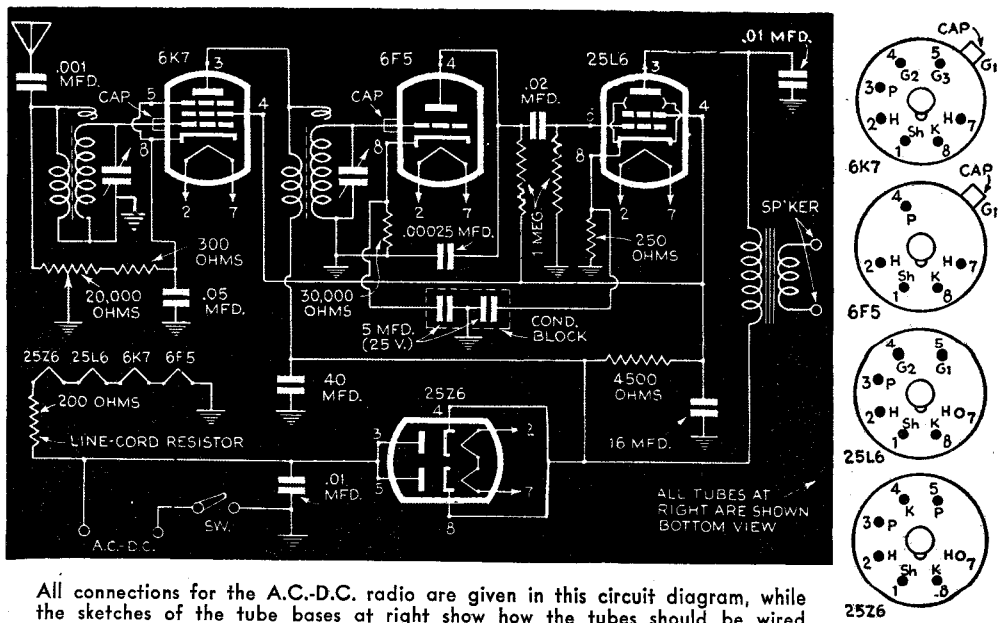 6K7
6F5
25L6
.01 MFD.
.001
MFD.
CAP
5
3
4
8
2
7
CAP
4
8
2
7
.02
MFD.
3
4
8
2
7
300
OHMS
20,000
OHMS
.05
MFD.
.00025 MFD.
30,000
OHMS
1 MEG.
250
OHMS
SP'KER
5 MFD.
(25 V.)
COND.
BLOCK
25Z6 25L6 6K7 6F5
200 OHMS
LINE-CORD RESISTOR
40
MFD.
25Z6
4
3
5
8
2
7
4500
OHMS
16 MFD.
.01
MFD.
SW.
A.C.-D.C.
ALL TUBES AT
RIGHT ARE SHOWN
BOTTOM VIEW
CAP
G1
4 5
G2 G3
3 P
2 H H 7
Sh K
1 8
6K7
CAP
G1
4
P
2 H H 7
Sh K
1 8
6F5
4 5
G2 G1
3 P
2 H H 7
Sh K
1 8
25L6
4 5
K P
3 P
2 H H 7
Sh K
1 8
25Z6
All connections for the A.C.-D.C. radio are given in this circuit diagram, while
the sketches of the tube bases at right show how the tubes should be wired